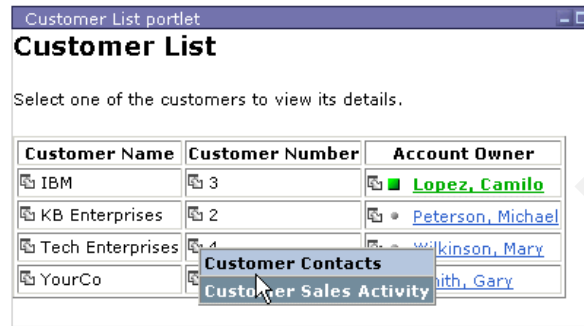 Customer List portlet
Customer List
Select one of the customers to view its details.
Customer Name Customer Number Account Owner
IBM 3 Lopez, Camilo
KB Enterprises 2 Peterson, Michael
Tech Enterprises 4 Wilkinson, Mary
Customer Contacts
YourCo Gary
Customer Sales Activity